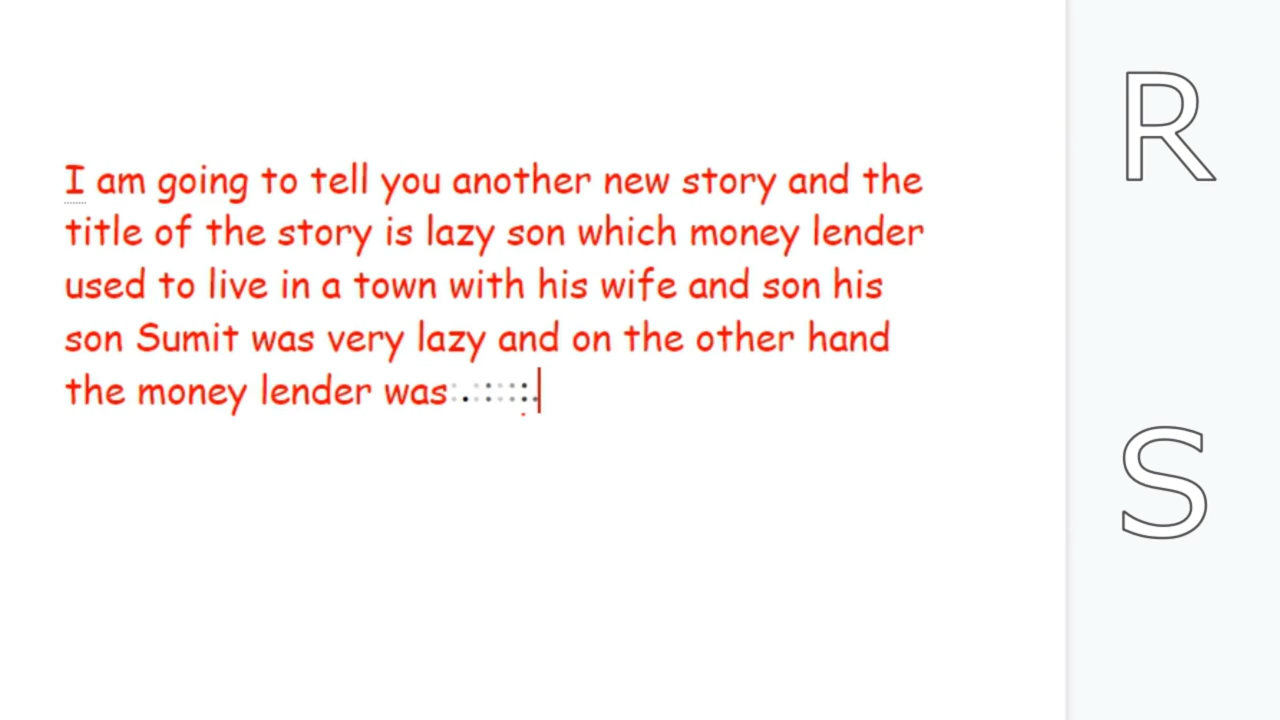 I am going to tell you another new story and the
title of the story is lazy son which money lender
used to live in a town with his wife and son his
son Sumit was very lazy and on the other hand
the money lender was
R
S